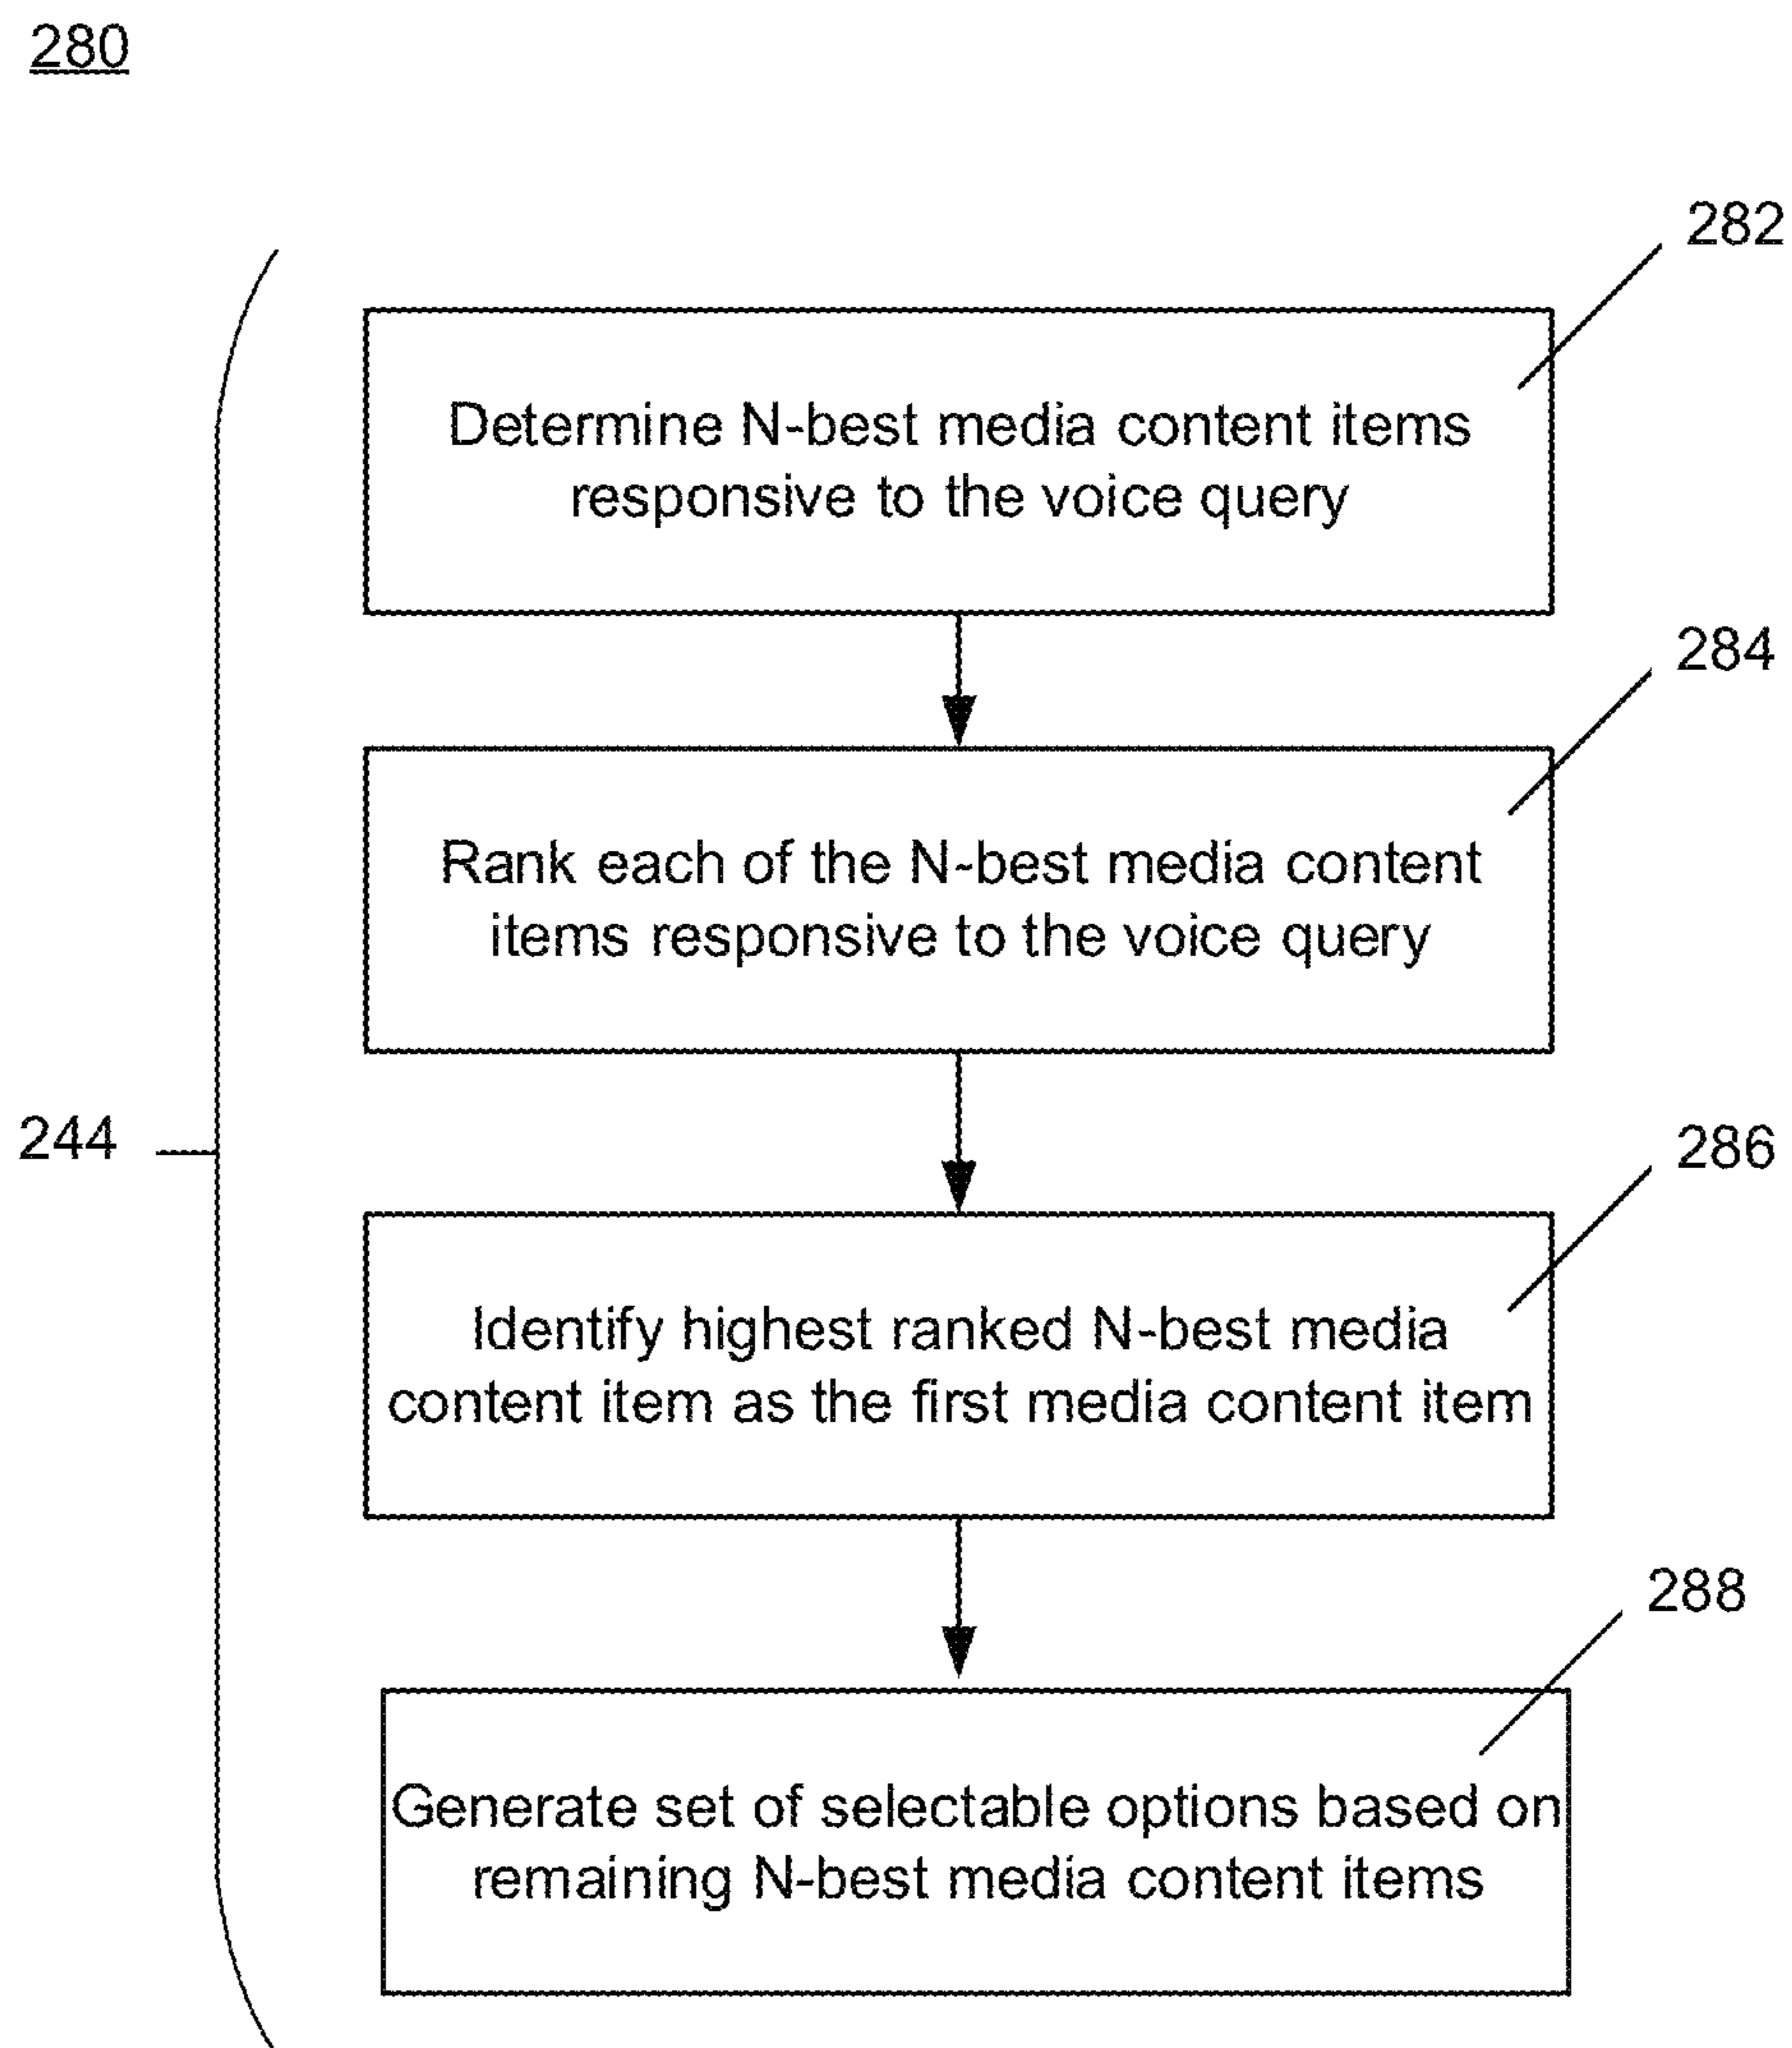 280
282
Determine N-best media content items
responsive to the voice query
284
Rank each of the N-best media content
items responsive to the voice query
244
286
Identify highest ranked N-best media
content item as the first media content item
288
Generate set of selectable options based on
remaining N-best media content items